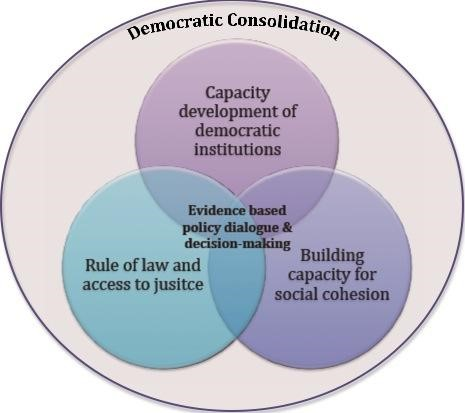 Democratic Consolidation
Capacity
development of
democratic
institutions
Evidence based
policy dialogue &
decision-making
Rule of law and
access to jusitce
Building
capacity for
social cohesion